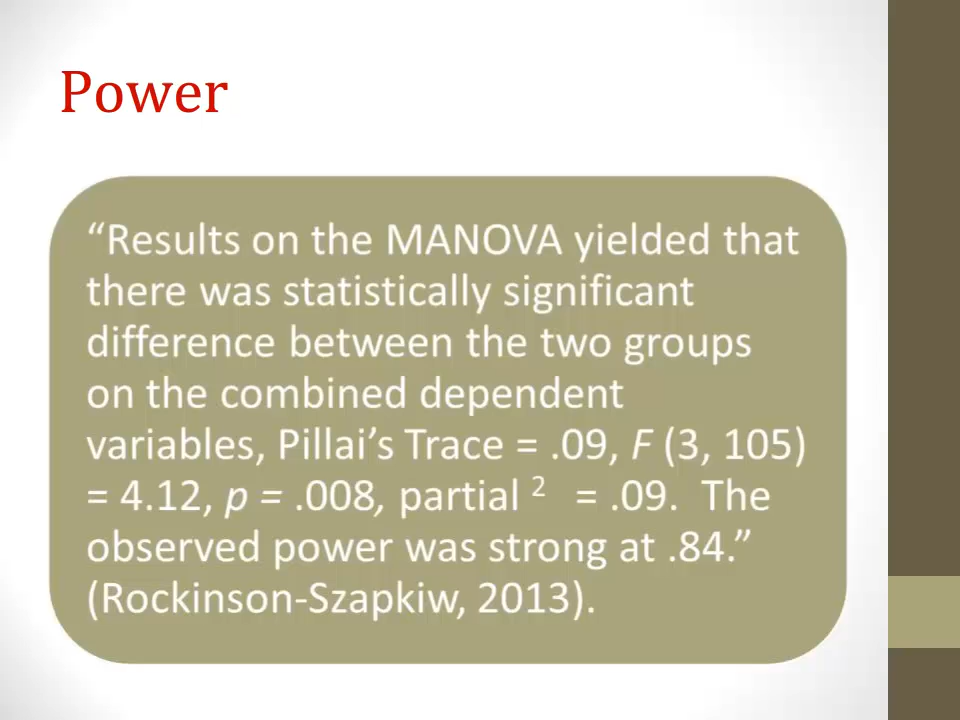 Power
“Results on the MANOVA yielded that
there was statistically significant
difference between the two groups
on the combined dependent
variables, Pillai’s Trace = .09, F (3, 105)
= 4.12, p = .008, partial ² = .09. The
observed power was strong at .84.”
(Rockinson-Szapkiw, 2013).